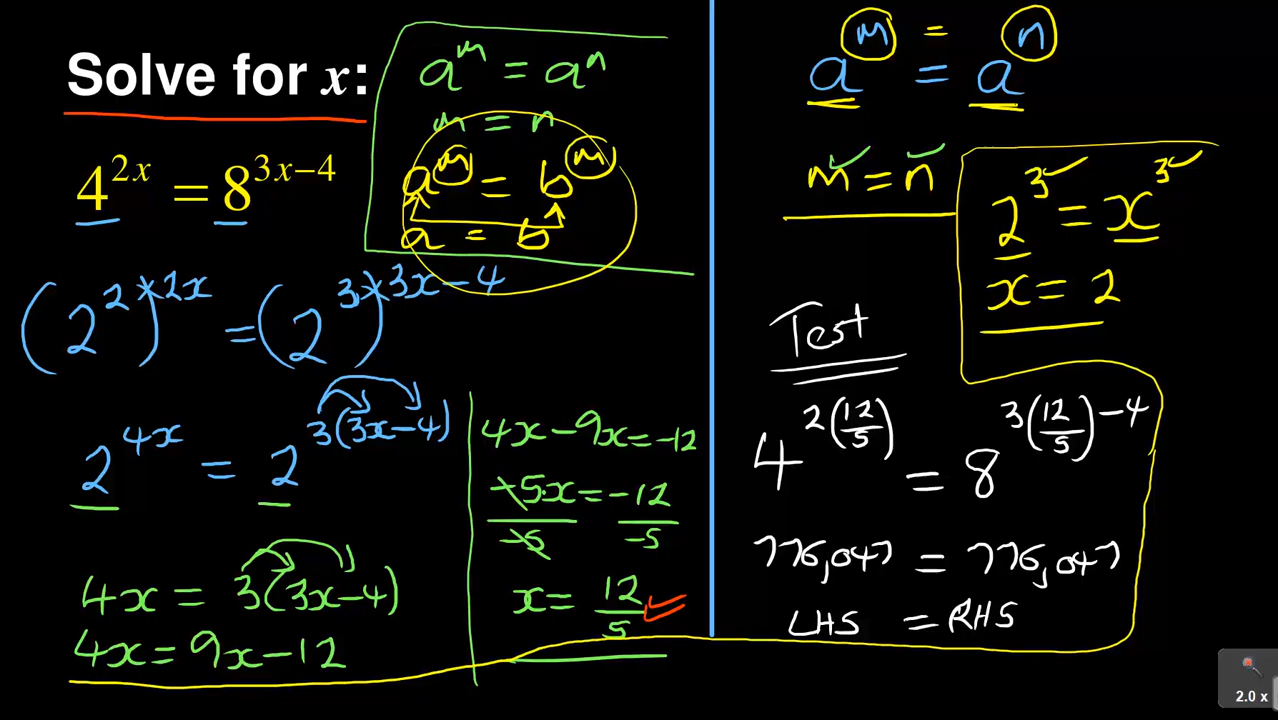 Solve for x:
4^{2x} = 8^{3x−4}
(2^2)^{2x} = (2^3)^{3x−4}
2^{4x} = 2^{3(3x−4)}
4x = 3(3x−4)
4x = 9x−12
a^m = a^n
m = n
a^m = b^m
a = b
4x−9x=−12
−5x = −12
−5 −5
x = 12/5
a^m = a^n
m = n
2^3 = x^3
x = 2
Test
4^{2(12/5)} = 8^{3(12/5)−4}
776,047 = 776,047
LHS = RHS
2.0 x